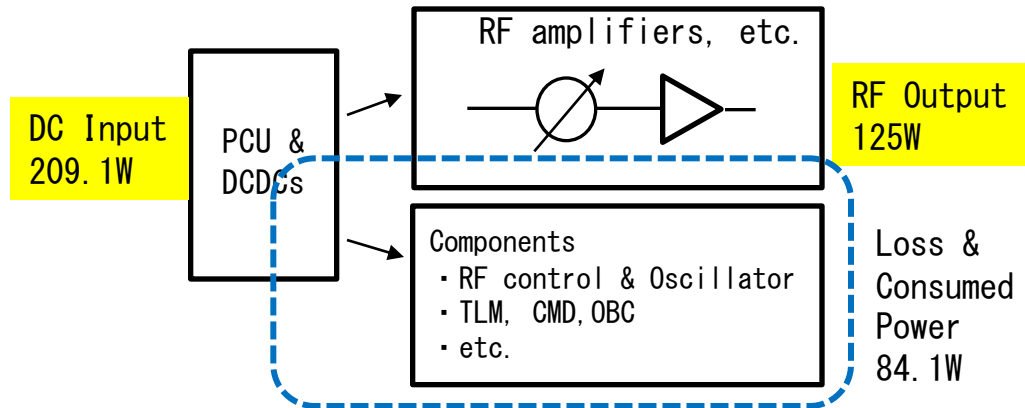 RF amplifiers, etc.
DC Input
209.1W
PCU &
DCDCs
RF Output
125W
Components
・RF control & Oscillator
・TLM, CMD,OBC
・etc.
Loss &
Consumed
Power
84.1W